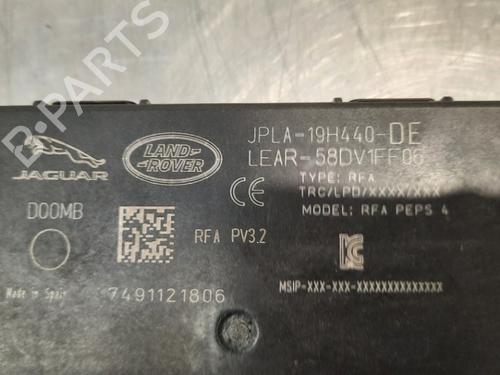 JAGUAR
LAND-
ROVER
JPLA-19H440-DE
LEAR-58DV1FF06
TYPE: RFA
TRC/LPD/XXXX/XXX
MODEL: RFA PEPS 4
CE
D00MB
RFA PV3.2
Made in Spain
7491121806
MSIP-XXX-XXX-XXXXXXXXXXXXXX
B-PARTS